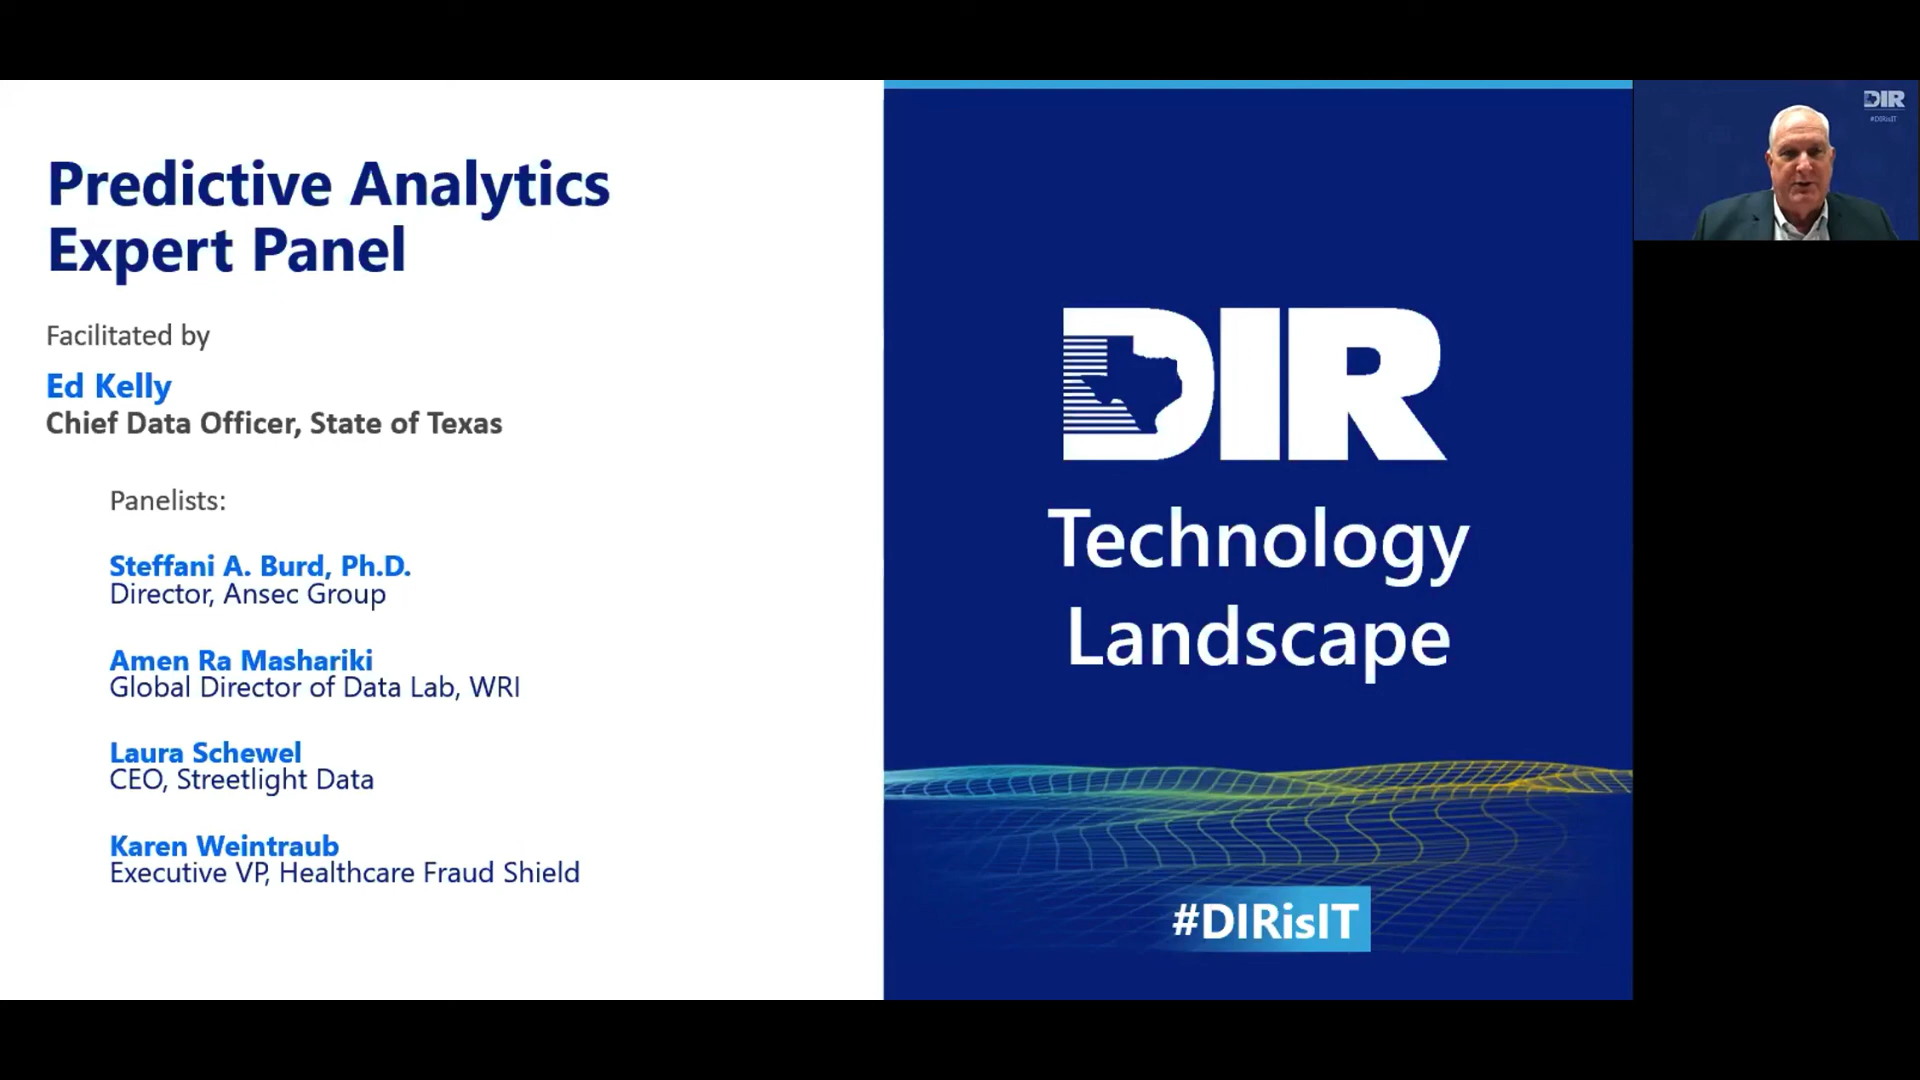 Predictive Analytics
Expert Panel
Facilitated by
Ed Kelly
Chief Data Officer, State of Texas
Panelists:
Steffani A. Burd, Ph.D.
Director, Ansec Group
Amen Ra Mashariki
Global Director of Data Lab, WRI
Laura Schewel
CEO, Streetlight Data
Karen Weintraub
Executive VP, Healthcare Fraud Shield
DIR
Technology
Landscape
#DIRisIT
DIR
#DIRisIT